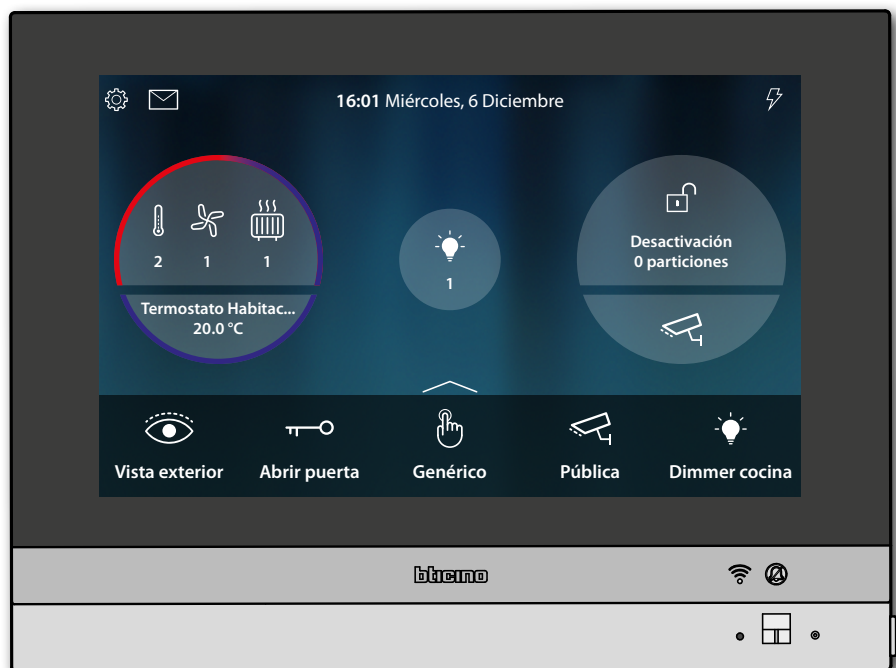 16:01 Miércoles, 6 Diciembre
2 1 1
Termostato Habitac...
20.0 °C
1
Desactivación
0 particiones
Vista exterior Abrir puerta Genérico Pública Dimmer cocina
bticino